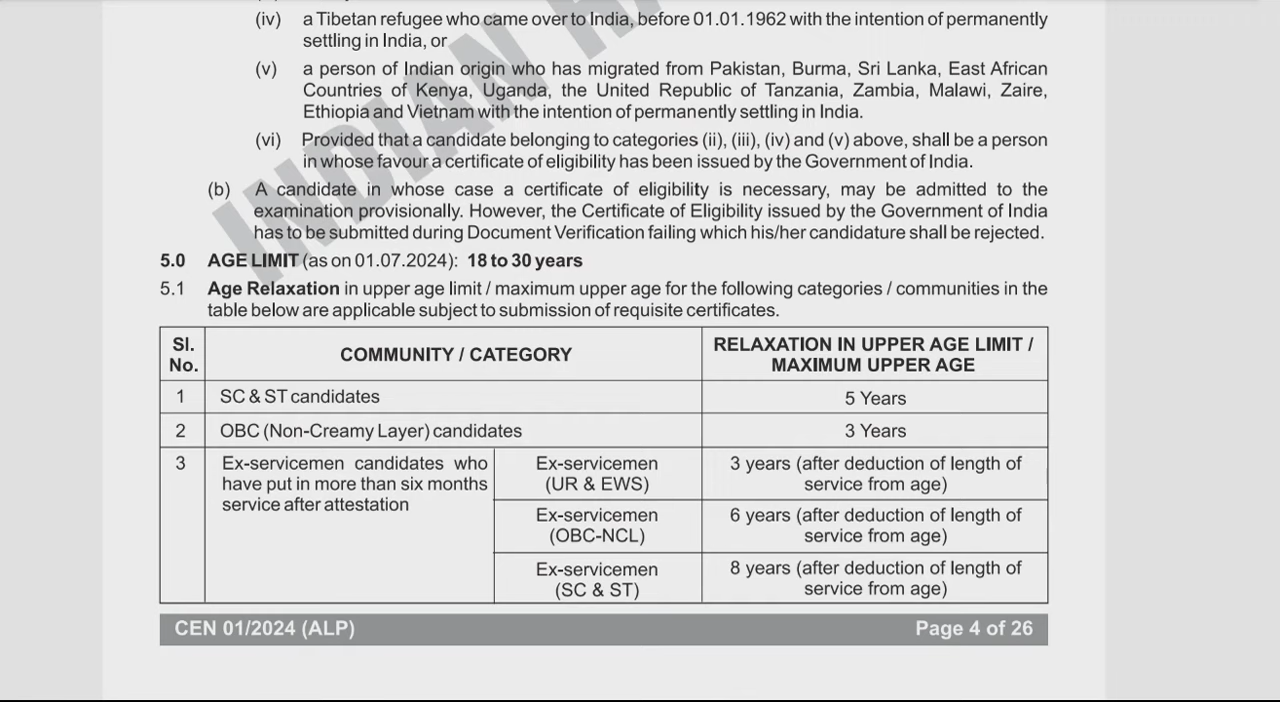 (iv) a Tibetan refugee who came over to India, before 01.01.1962 with the intention of permanently
settling in India, or
(v) a person of Indian origin who has migrated from Pakistan, Burma, Sri Lanka, East African
Countries of Kenya, Uganda, the United Republic of Tanzania, Zambia, Malawi, Zaire,
Ethiopia and Vietnam with the intention of permanently settling in India.
(vi) Provided that a candidate belonging to categories (ii), (iii), (iv) and (v) above, shall be a person
in whose favour a certificate of eligibility has been issued by the Government of India.
(b) A candidate in whose case a certificate of eligibility is necessary, may be admitted to the
examination provisionally. However, the Certificate of Eligibility issued by the Government of India
has to be submitted during Document Verification failing which his/her candidature shall be rejected.
5.0 AGE LIMIT (as on 01.07.2024): 18 to 30 years
5.1 Age Relaxation in upper age limit / maximum upper age for the following categories / communities in the
table below are applicable subject to submission of requisite certificates.
Sl. No. COMMUNITY / CATEGORY RELAXATION IN UPPER AGE LIMIT / MAXIMUM UPPER AGE
1 SC & ST candidates 5 Years
2 OBC (Non-Creamy Layer) candidates 3 Years
3 Ex-servicemen candidates who have put in more than six months service after attestation
Ex-servicemen (UR & EWS) 3 years (after deduction of length of service from age)
Ex-servicemen (OBC-NCL) 6 years (after deduction of length of service from age)
Ex-servicemen (SC & ST) 8 years (after deduction of length of service from age)
CEN 01/2024 (ALP) Page 4 of 26
INDIAN